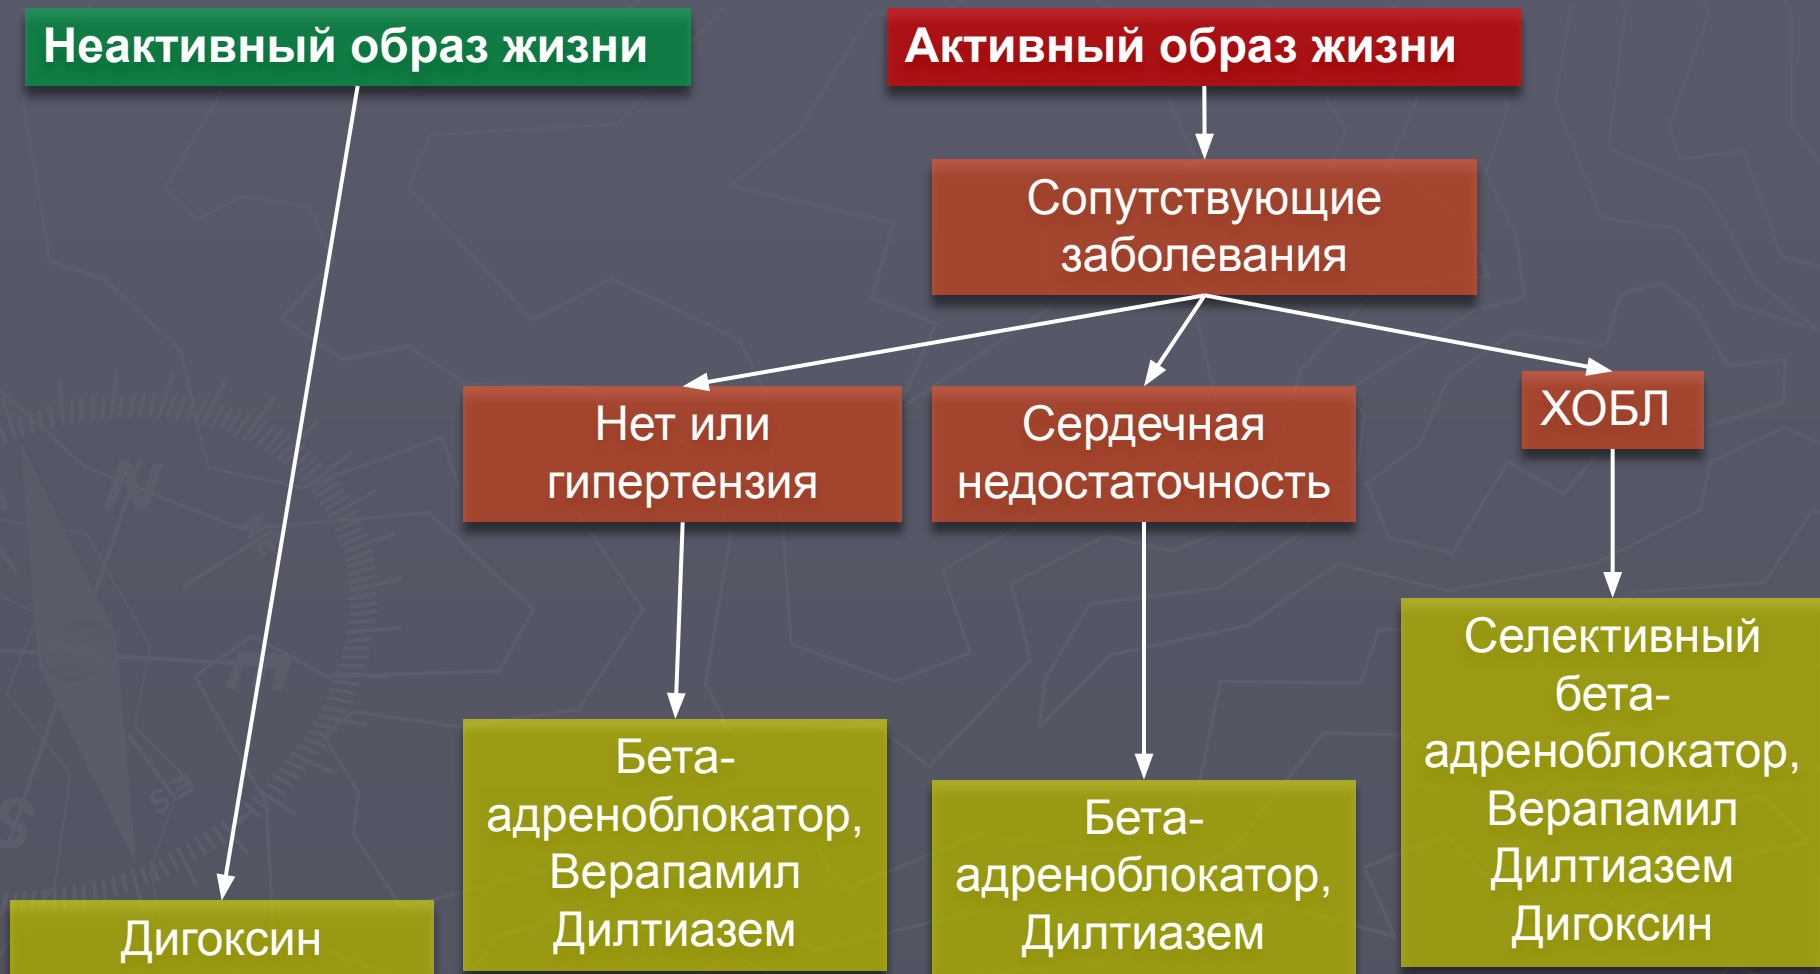 Неактивный образ жизни
Активный образ жизни
Сопутствующие
заболевания
Нет или
гипертензия
Сердечная
недостаточность
ХОБЛ
Дигоксин
Бета-
адреноблокатор,
Верапамил
Дилтиазем
Бета-
адреноблокатор,
Дилтиазем
Селективный
бета-
адреноблокатор,
Верапамил
Дилтиазем
Дигоксин
N
E
S